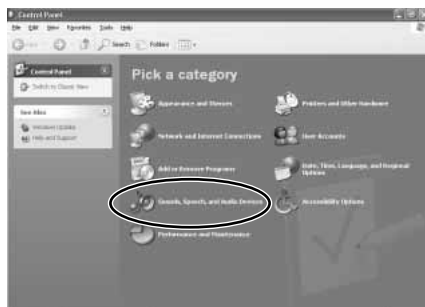 Control Panel
File Edit View Favorites Tools Help
Search Folders
Control Panel
Switch to Classic View
See Also
Windows Update
Help and Support
Pick a category
Appearance and Themes
Printers and Other Hardware
Network and Internet Connections
User Accounts
Add or Remove Programs
Date, Time, Language, and Regional
Options
Sounds, Speech, and Audio Devices
Accessibility Options
Performance and Maintenance